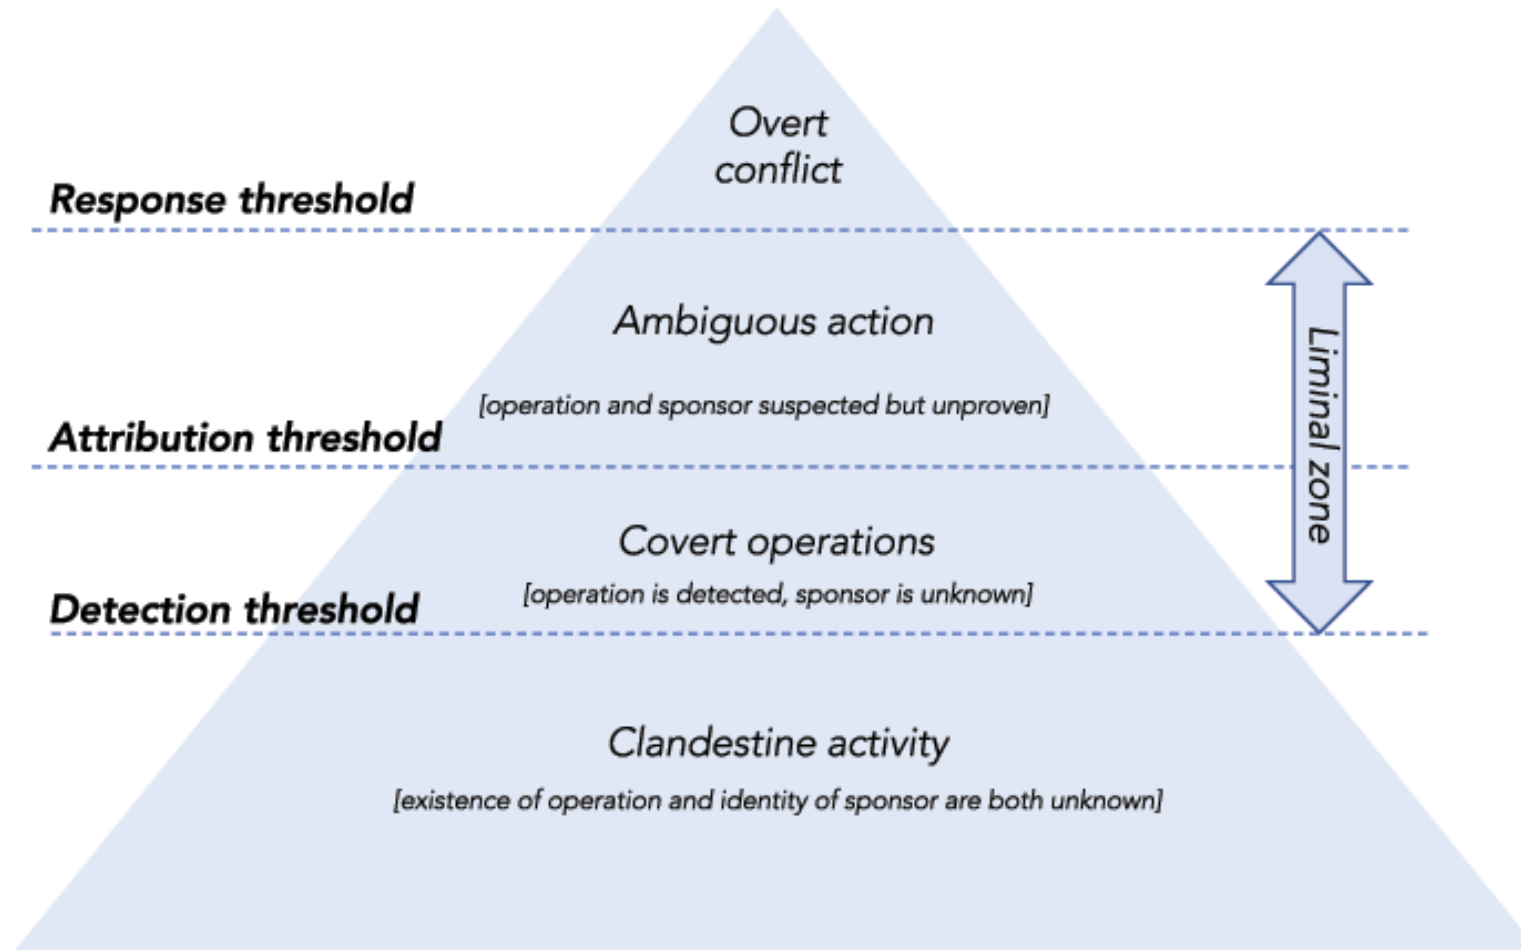 Overt
conflict
Response threshold
Ambiguous action
[operation and sponsor suspected but unproven]
Attribution threshold
Liminal zone
Covert operations
[operation is detected, sponsor is unknown]
Detection threshold
Clandestine activity
[existence of operation and identity of sponsor are both unknown]